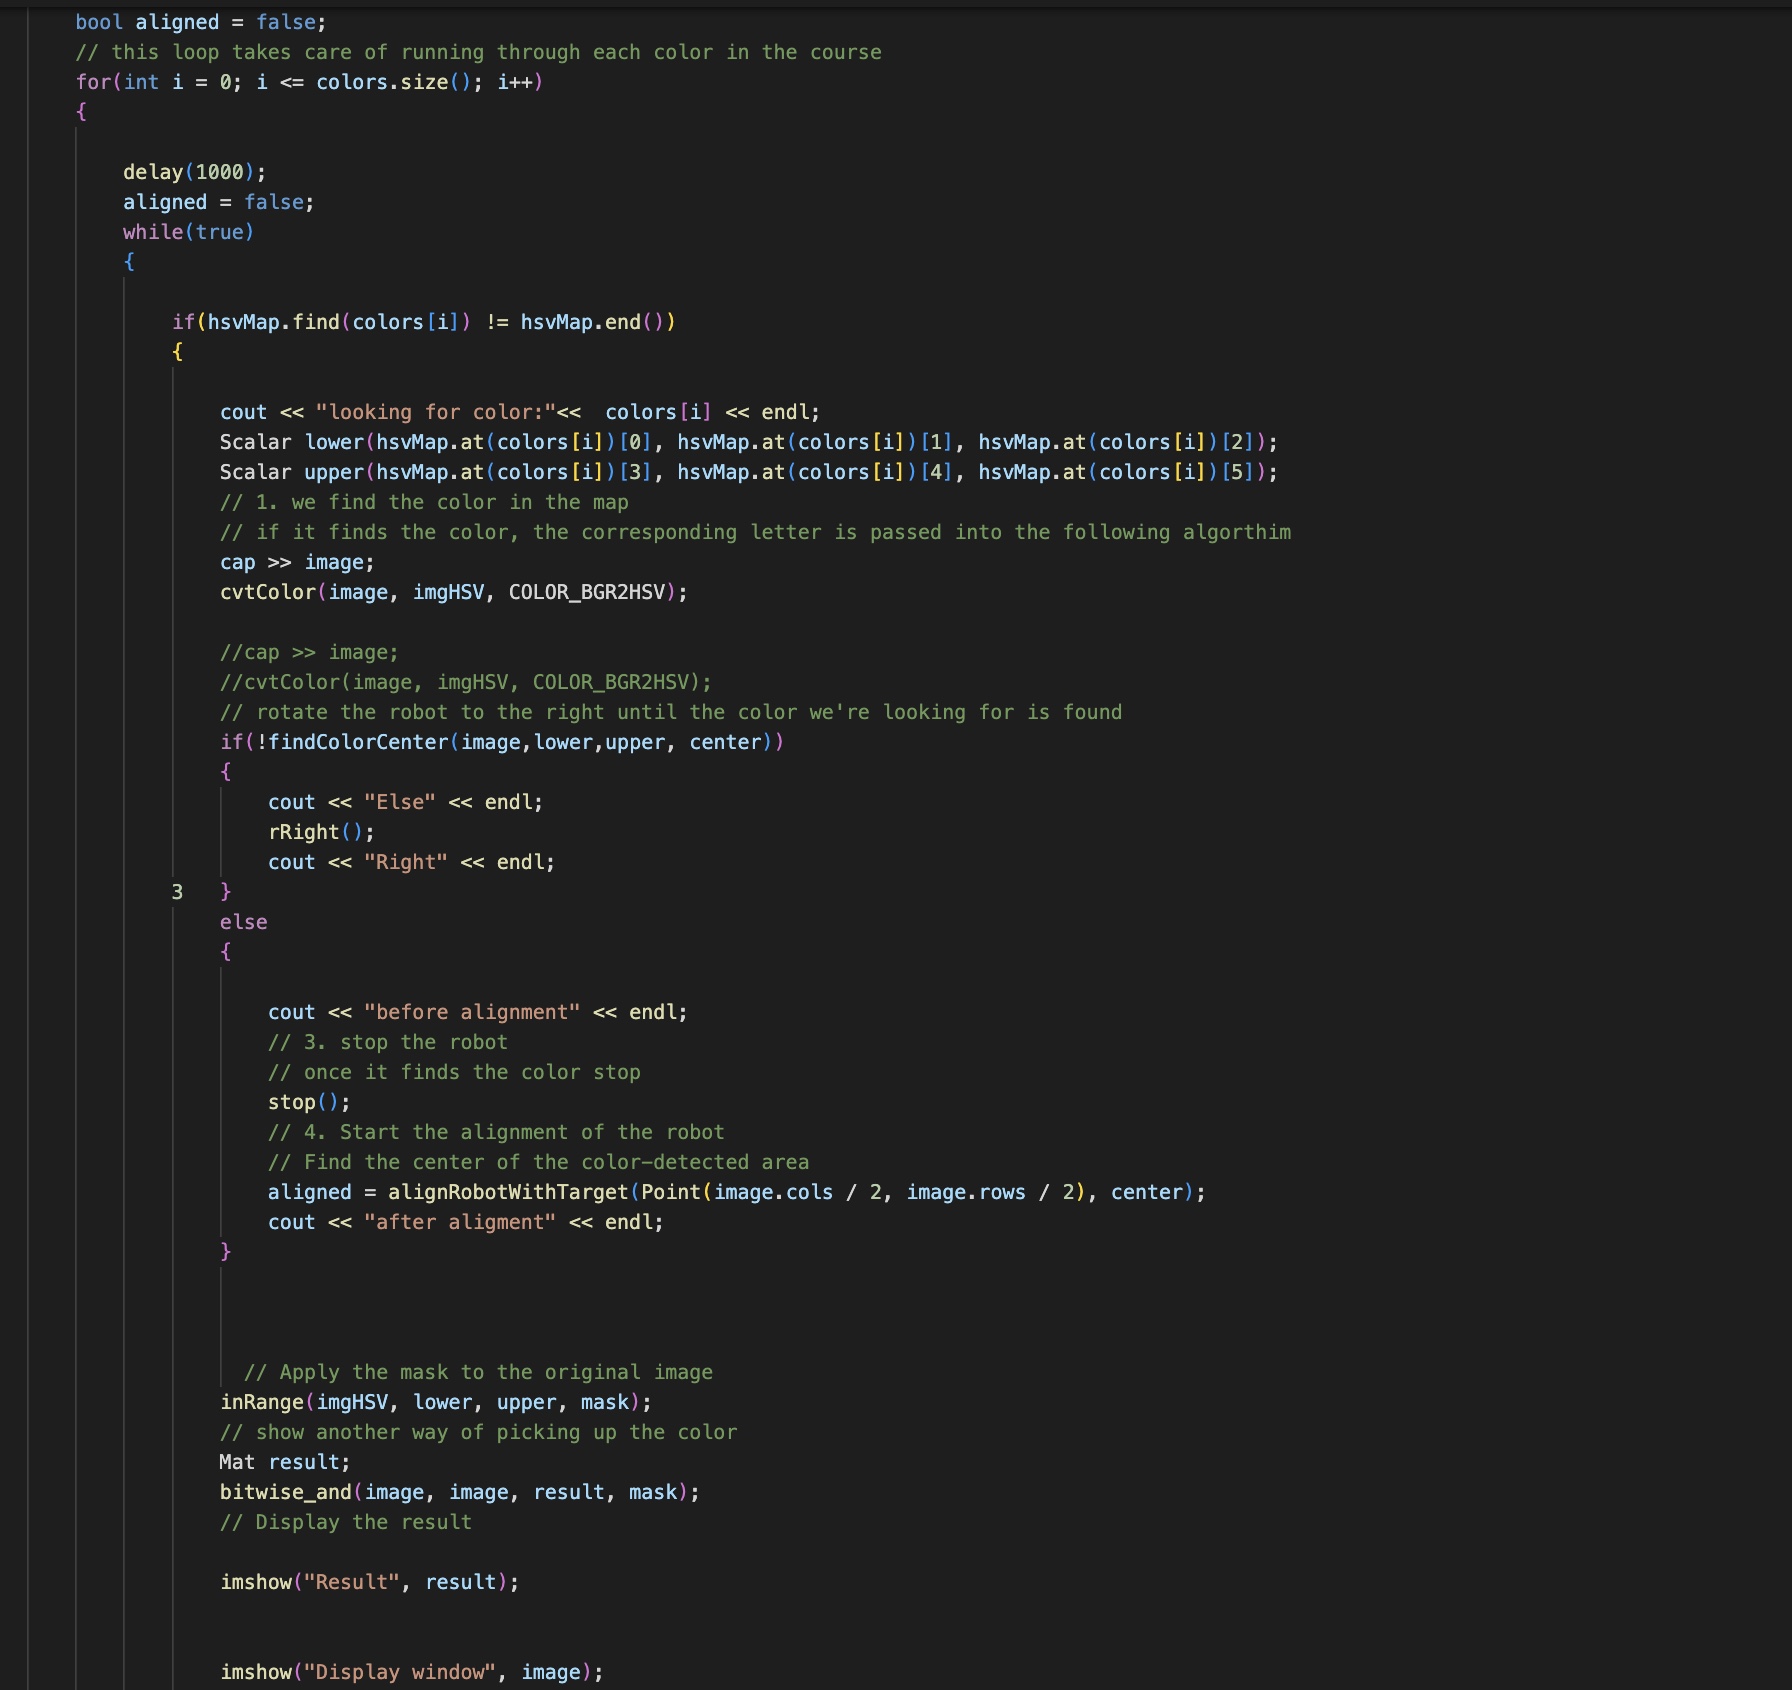 bool aligned = false;
// this loop takes care of running through each color in the course
for(int i = 0; i <= colors.size(); i++)
{
delay(1000);
aligned = false;
while(true)
{
if(hsvMap.find(colors[i]) != hsvMap.end())
{
cout << "looking for color:"<<  colors[i] << endl;
Scalar lower(hsvMap.at(colors[i])[0], hsvMap.at(colors[i])[1], hsvMap.at(colors[i])[2]);
Scalar upper(hsvMap.at(colors[i])[3], hsvMap.at(colors[i])[4], hsvMap.at(colors[i])[5]);
// 1. we find the color in the map
// if it finds the color, the corresponding letter is passed into the following algorthim
cap >> image;
cvtColor(image, imgHSV, COLOR_BGR2HSV);
//cap >> image;
//cvtColor(image, imgHSV, COLOR_BGR2HSV);
// rotate the robot to the right until the color we're looking for is found
if(!findColorCenter(image,lower,upper, center))
{
cout << "Else" << endl;
rRight();
cout << "Right" << endl;
3   }
else
{
cout << "before alignment" << endl;
// 3. stop the robot
// once it finds the color stop
stop();
// 4. Start the alignment of the robot
// Find the center of the color-detected area
aligned = alignRobotWithTarget(Point(image.cols / 2, image.rows / 2), center);
cout << "after aligment" << endl;
}
// Apply the mask to the original image
inRange(imgHSV, lower, upper, mask);
// show another way of picking up the color
Mat result;
bitwise_and(image, image, result, mask);
// Display the result
imshow("Result", result);
imshow("Display window", image);